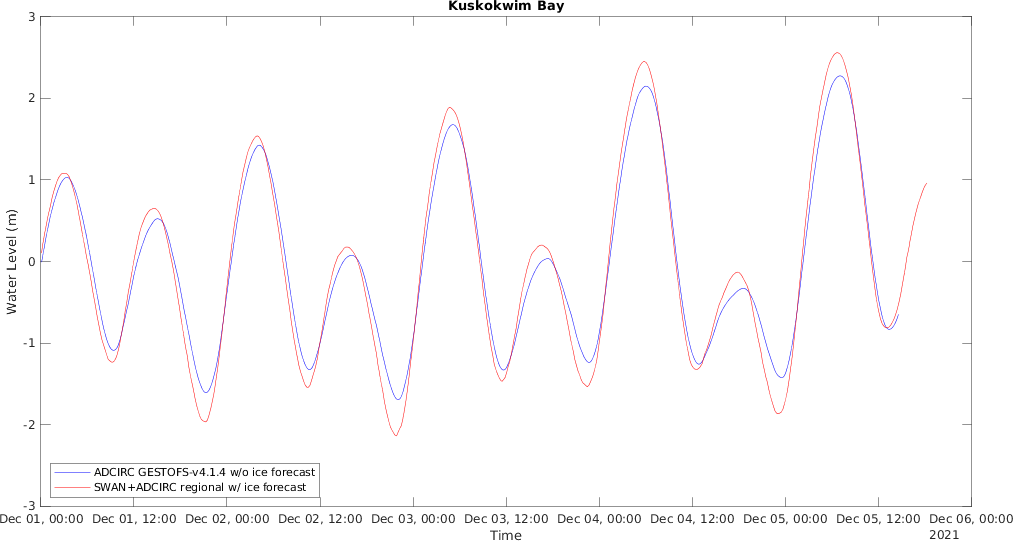 Kuskokwim Bay
3
2
1
0
-1
-2
-3
Water Level (m)
ADCIRC GESTOFS-v4.1.4 w/o ice forecast
SWAN+ADCIRC regional w/ ice forecast
Dec 01, 00:00 Dec 01, 12:00 Dec 02, 00:00 Dec 02, 12:00 Dec 03, 00:00 Dec 03, 12:00 Dec 04, 00:00 Dec 04, 12:00 Dec 05, 00:00 Dec 05, 12:00 Dec 06, 00:00
Time
2021